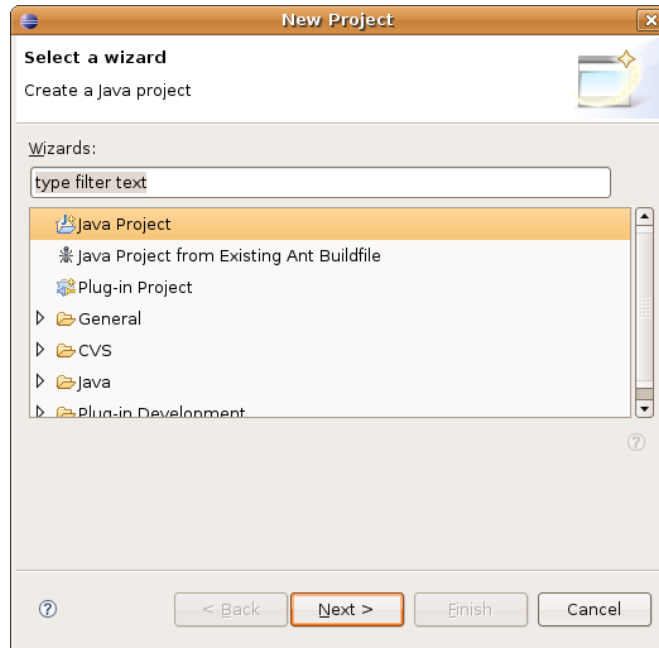 New Project
Select a wizard
Create a Java project
Wizards:
type filter text
Java Project
Java Project from Existing Ant Buildfile
Plug-in Project
General
CVS
Java
Plug-in Development
< Back Next > Finish Cancel